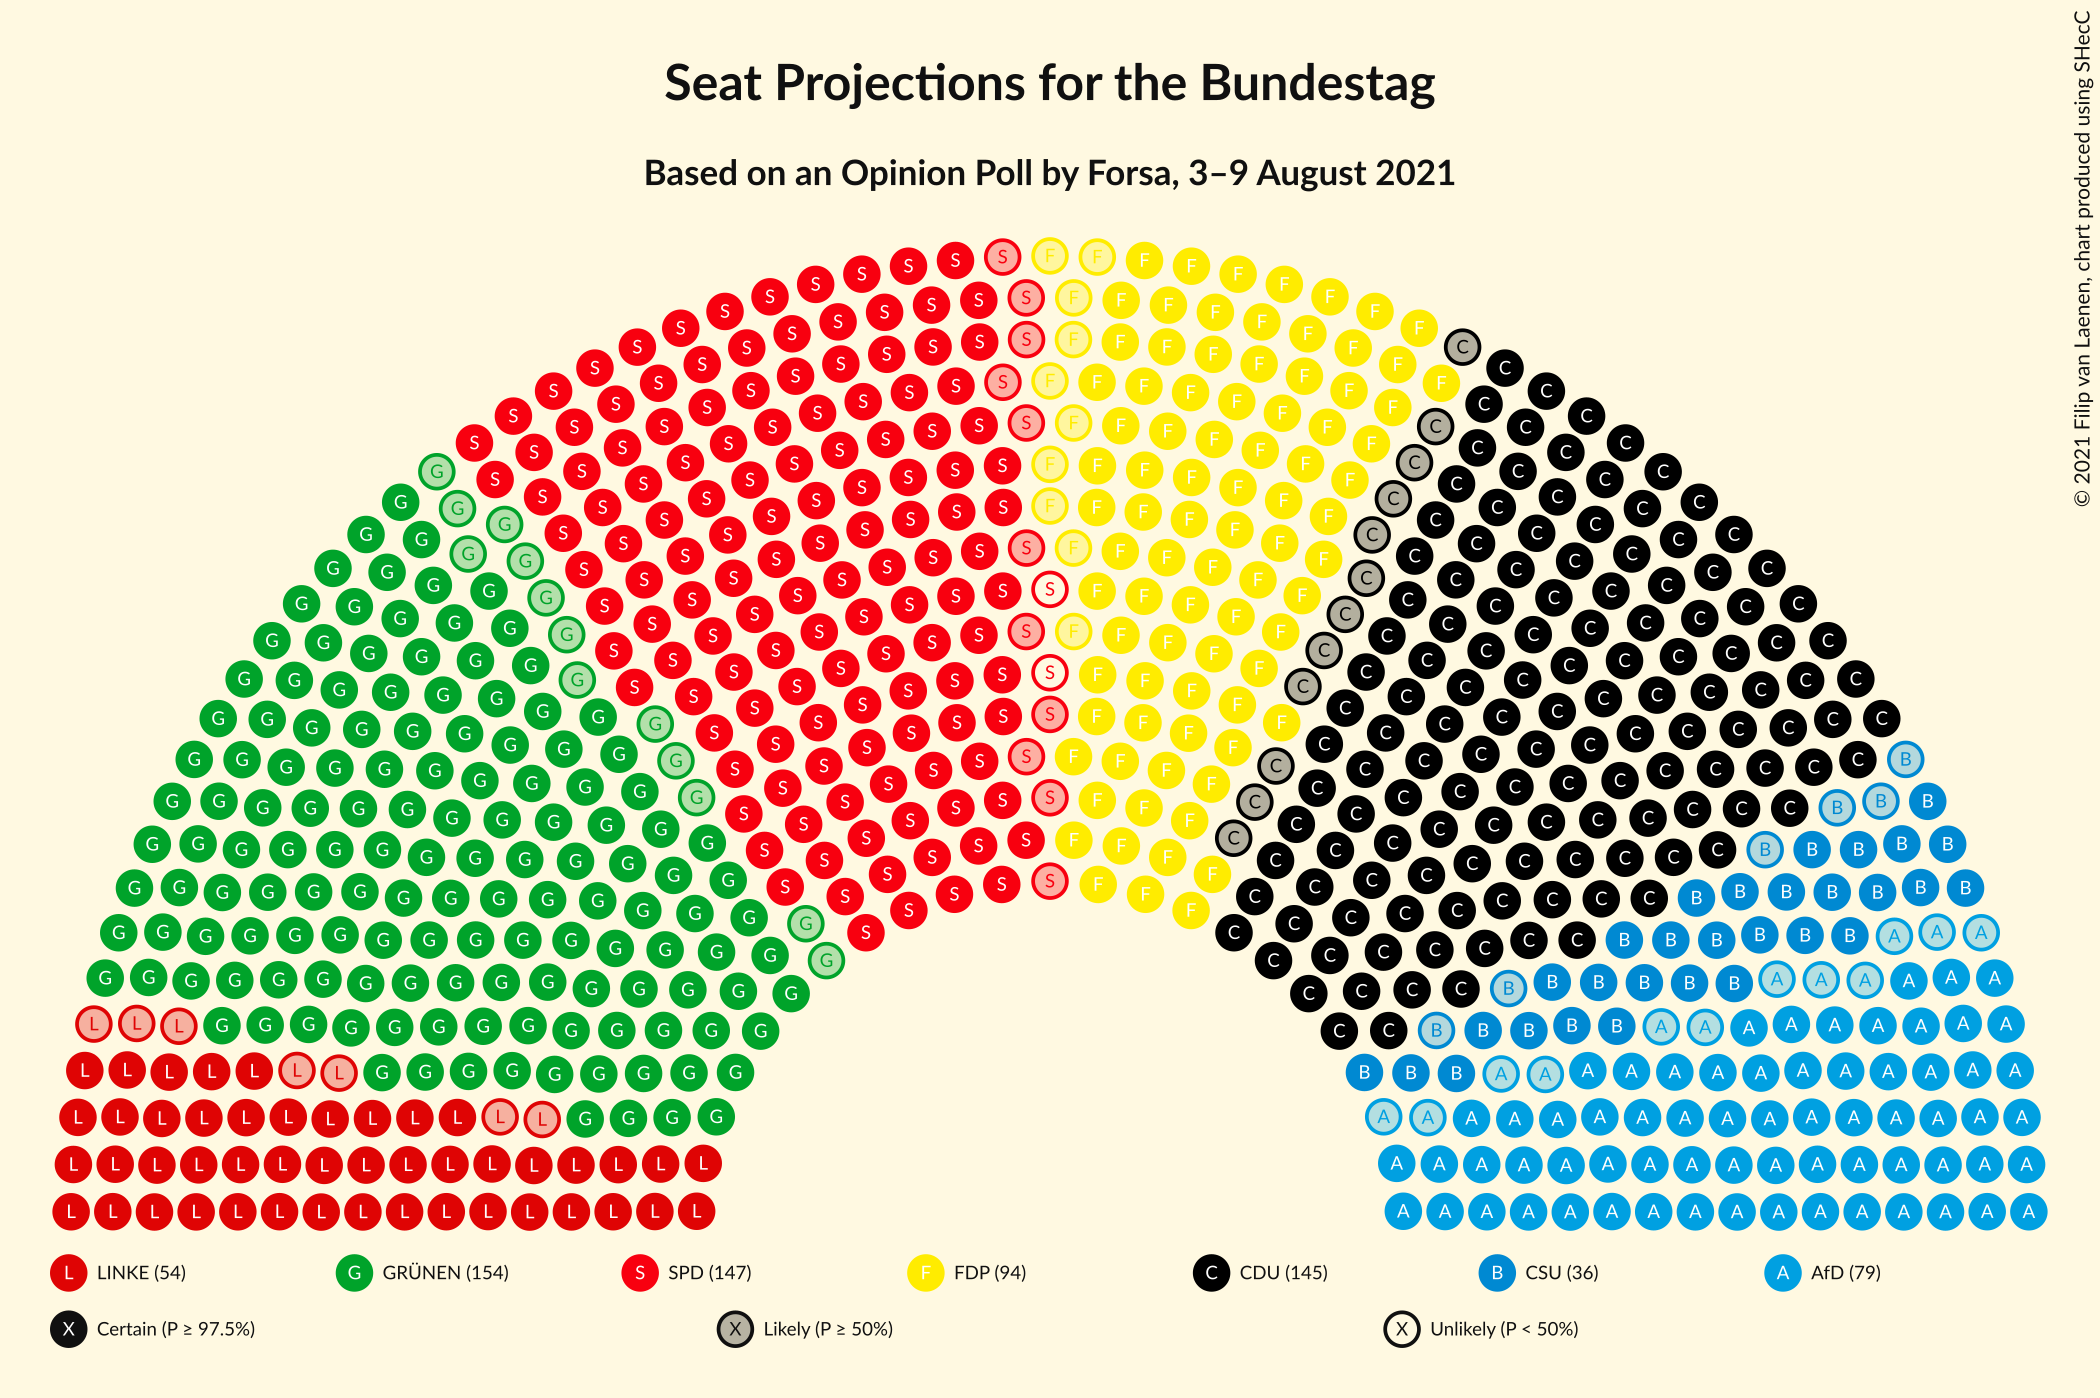 Seat Projections for the Bundestag
Based on an Opinion Poll by Forsa, 3–9 August 2021
© 2021 Filip van Laenen, chart produced using SHecC
L LINKE (54) G GRÜNEN (154) S SPD (147) F FDP (94) C CDU (145) B CSU (36) A AfD (79)
X Certain (P ≥ 97.5%) X Likely (P ≥ 50%) X Unlikely (P < 50%)